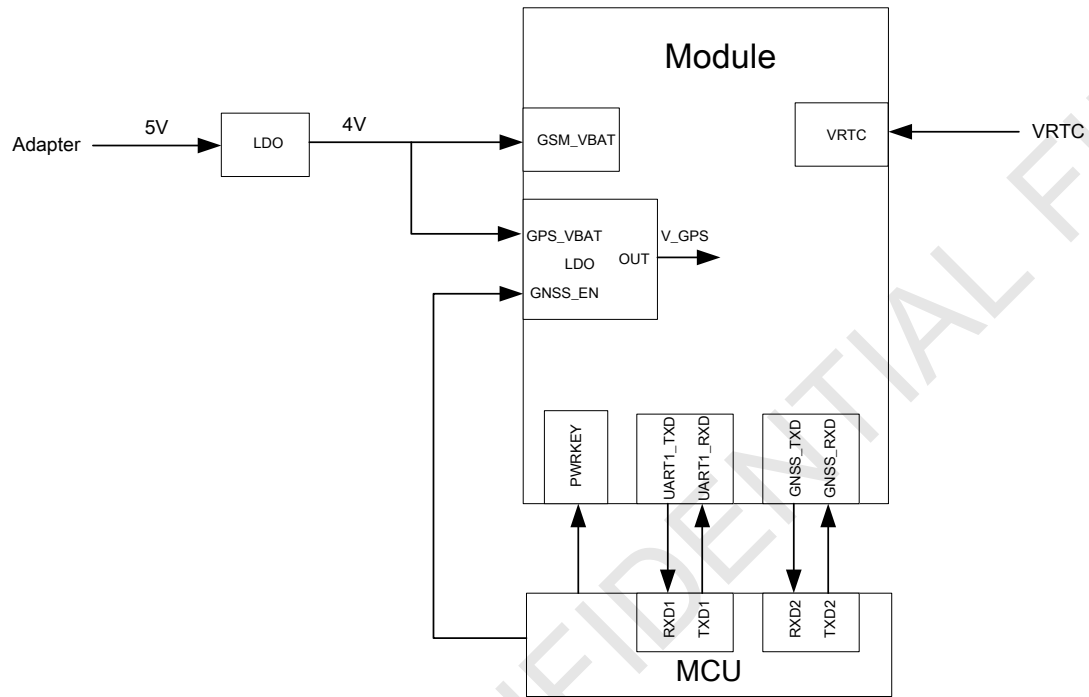 Module
5V
4V
Adapter
LDO
GSM_VBAT
VRTC
VRTC
GPS_VBAT
V_GPS
LDO
OUT
GNSS_EN
PWRKEY
UART1_TXD
UART1_RXD
GNSS_TXD
GNSS_RXD
RXD1
TXD1
RXD2
TXD2
MCU